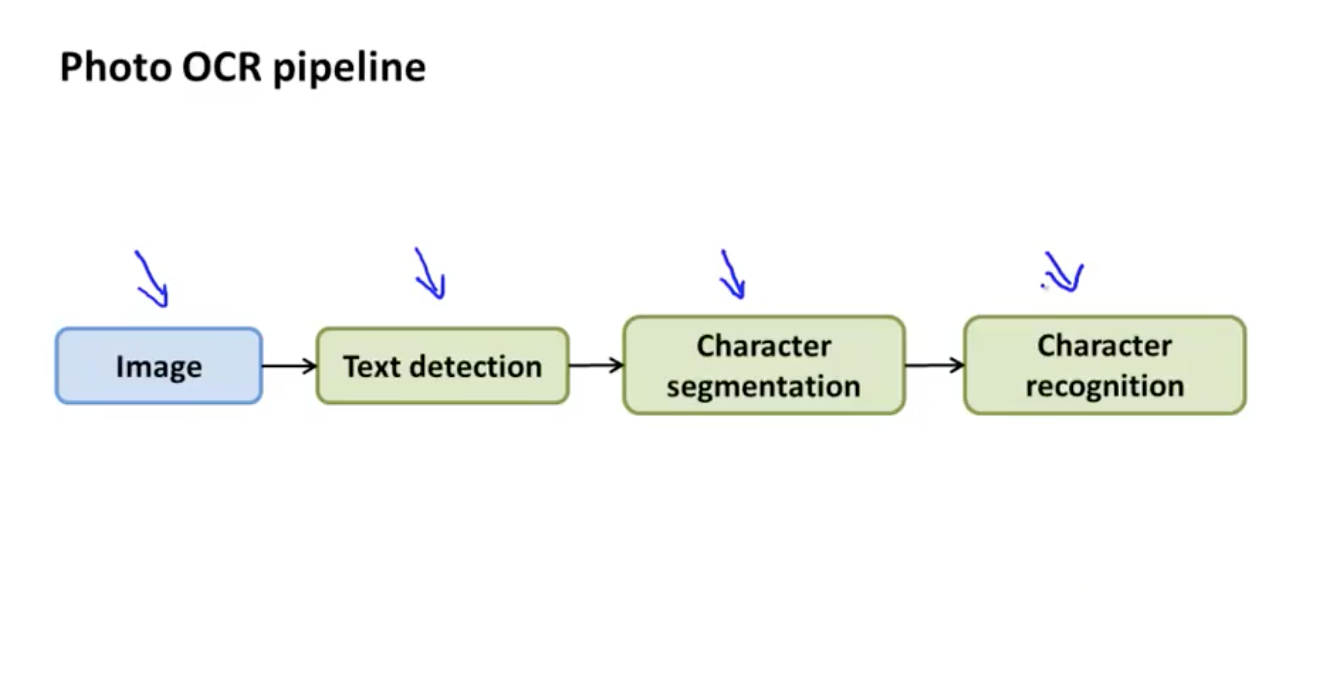 Photo OCR pipeline
Image
Text detection
Character
segmentation
Character
recognition